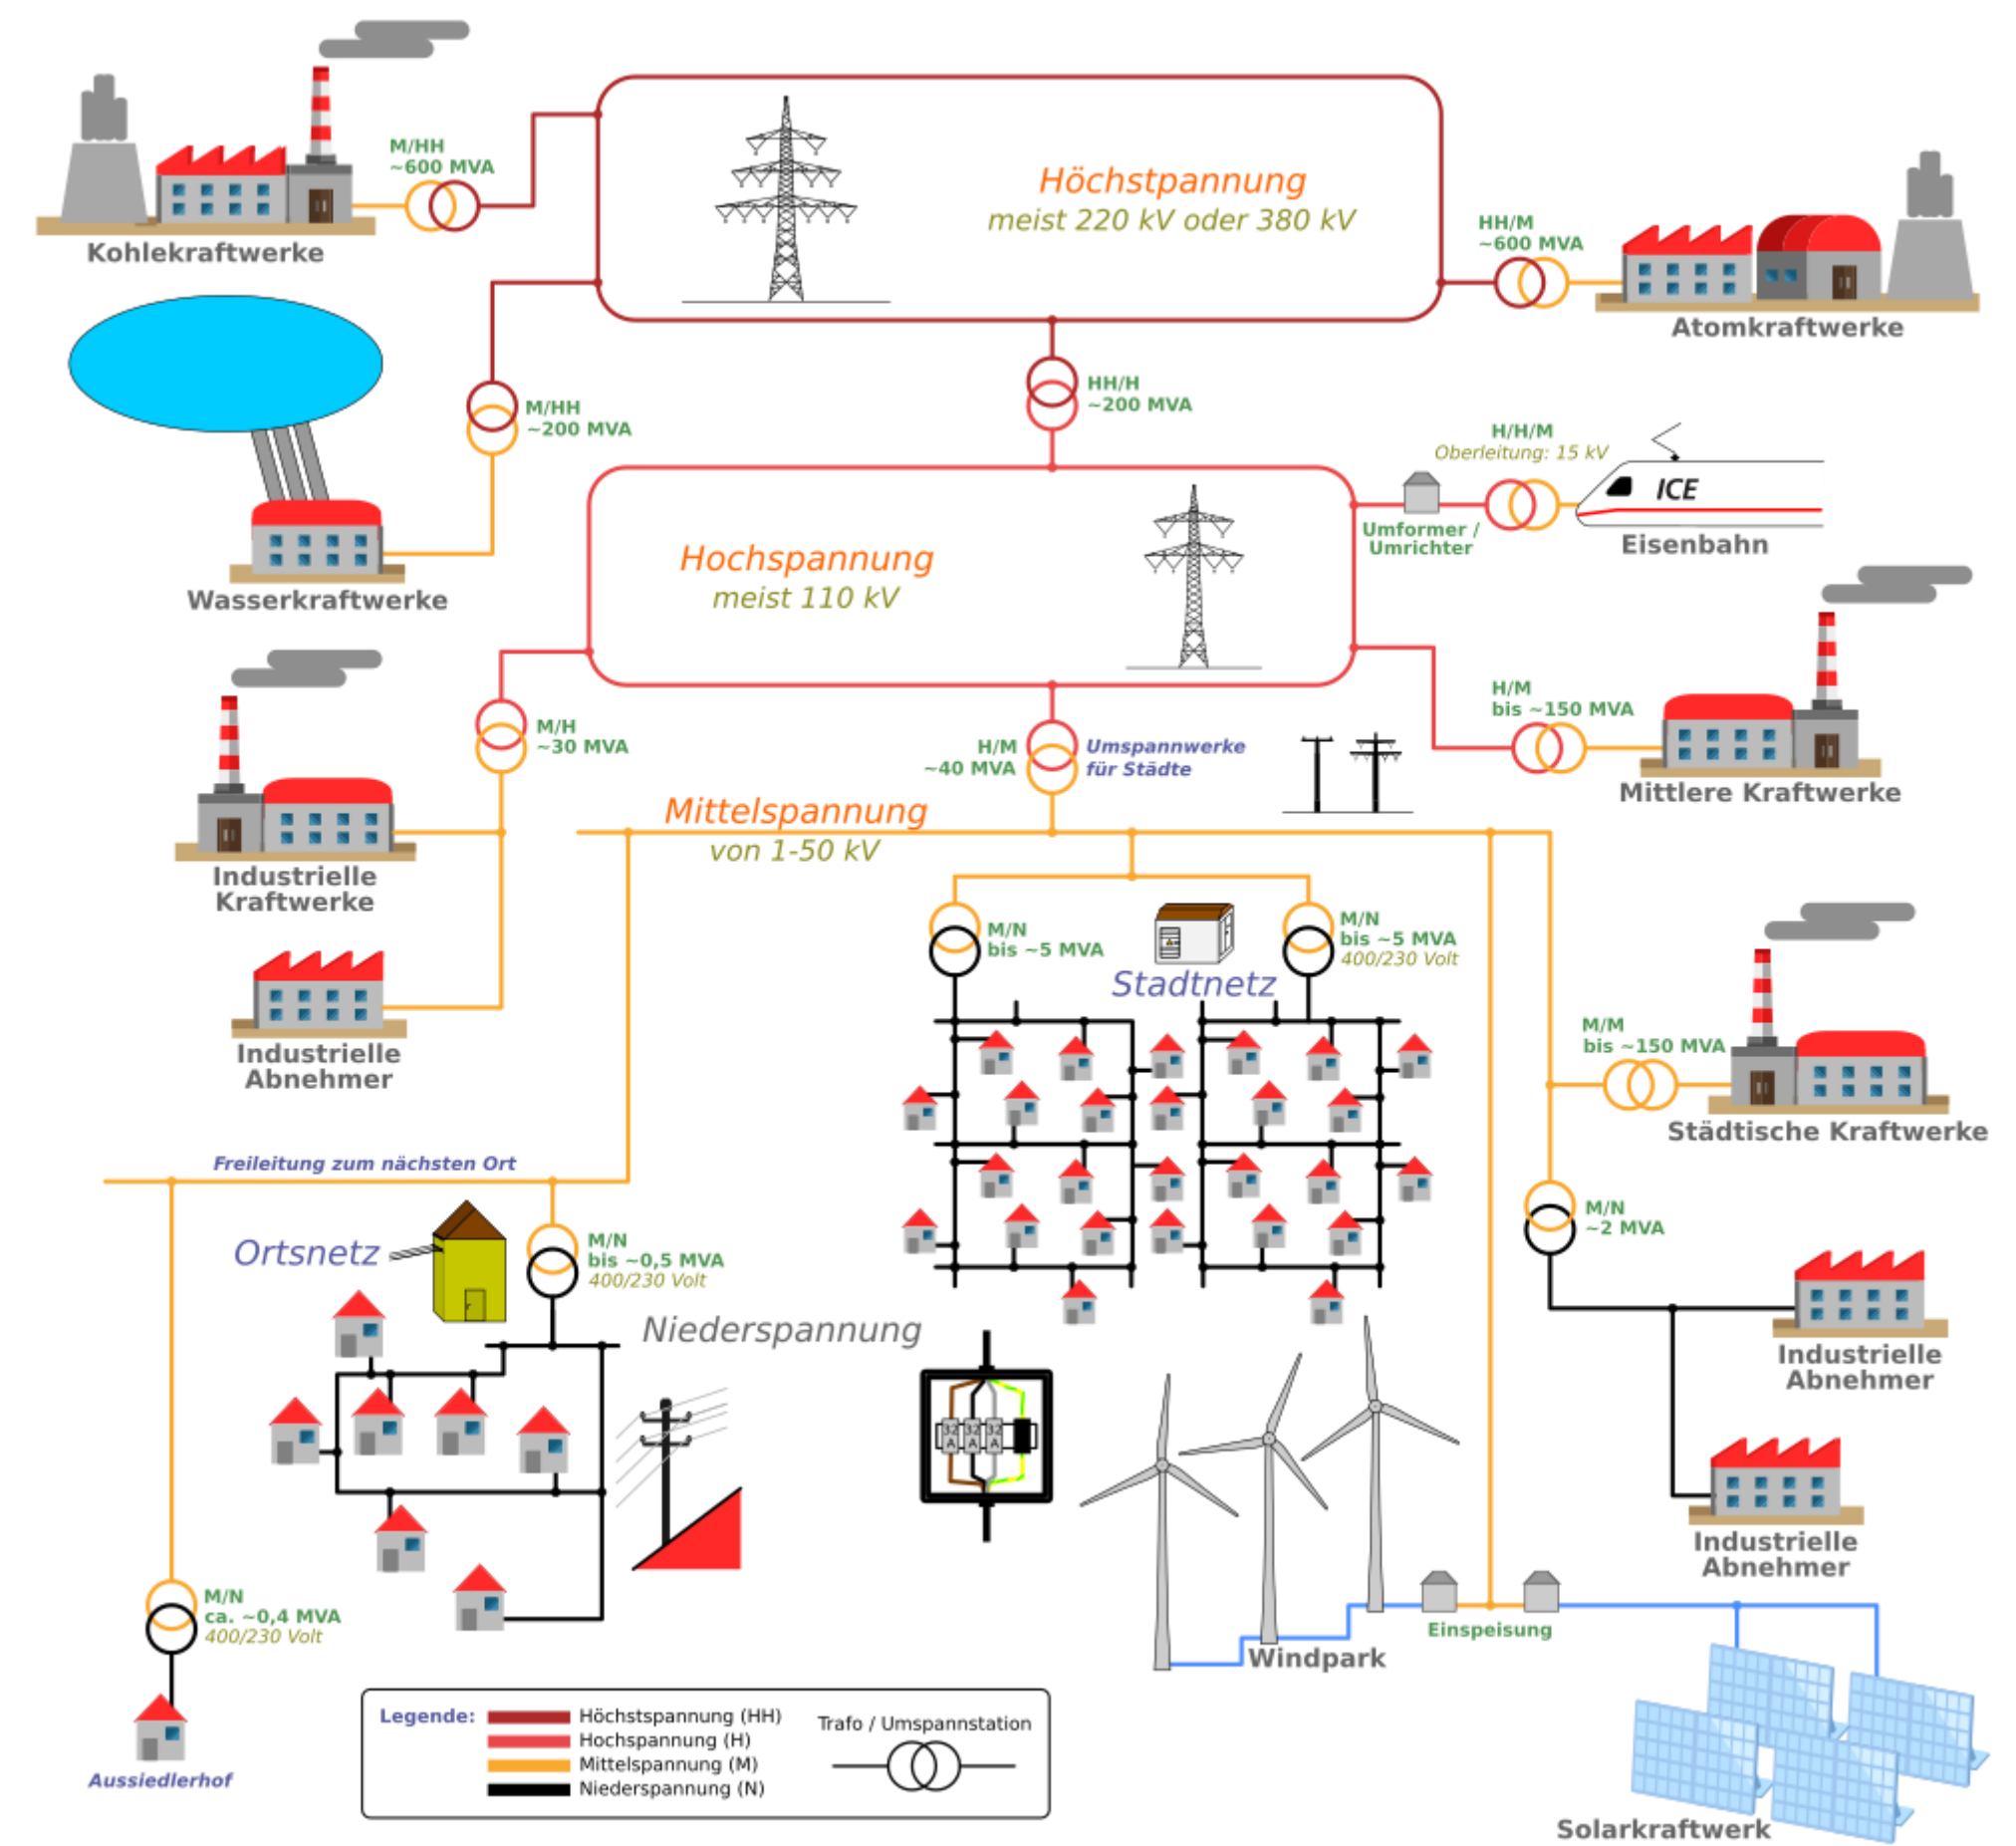 M/HH
~600 MVA
Kohlekraftwerke
Höchstpannung
meist 220 kV oder 380 kV
HH/M
~600 MVA
Atomkraftwerke
M/HH
~200 MVA
HH/H
~200 MVA
Wasserkraftwerke
H/H/M
Oberleitung: 15 kV
ICE
Umformer /
Umrichter
Eisenbahn
Hochspannung
meist 110 kV
M/H
~30 MVA
H/M
~40 MVA
Umspannwerke
für Städte
H/M
bis ~150 MVA
Mittlere Kraftwerke
Industrielle
Kraftwerke
Mittelspannung
von 1-50 kV
Industrielle
Abnehmer
M/N
bis ~5 MVA
M/N
bis ~5 MVA
400/230 Volt
Stadtnetz
M/M
bis ~150 MVA
Städtische Kraftwerke
Freileitung zum nächsten Ort
Ortsnetz
M/N
bis ~0,5 MVA
400/230 Volt
Niederspannung
M/N
~2 MVA
Industrielle
Abnehmer
32 32 32
A A A
Industrielle
Abnehmer
M/N
ca. ~0,4 MVA
400/230 Volt
Aussiedlerhof
Einspeisung
Windpark
Solarkraftwerk
Legende:
Höchstspannung (HH)
Hochspannung (H)
Mittelspannung (M)
Niederspannung (N)
Trafo / Umspannstation